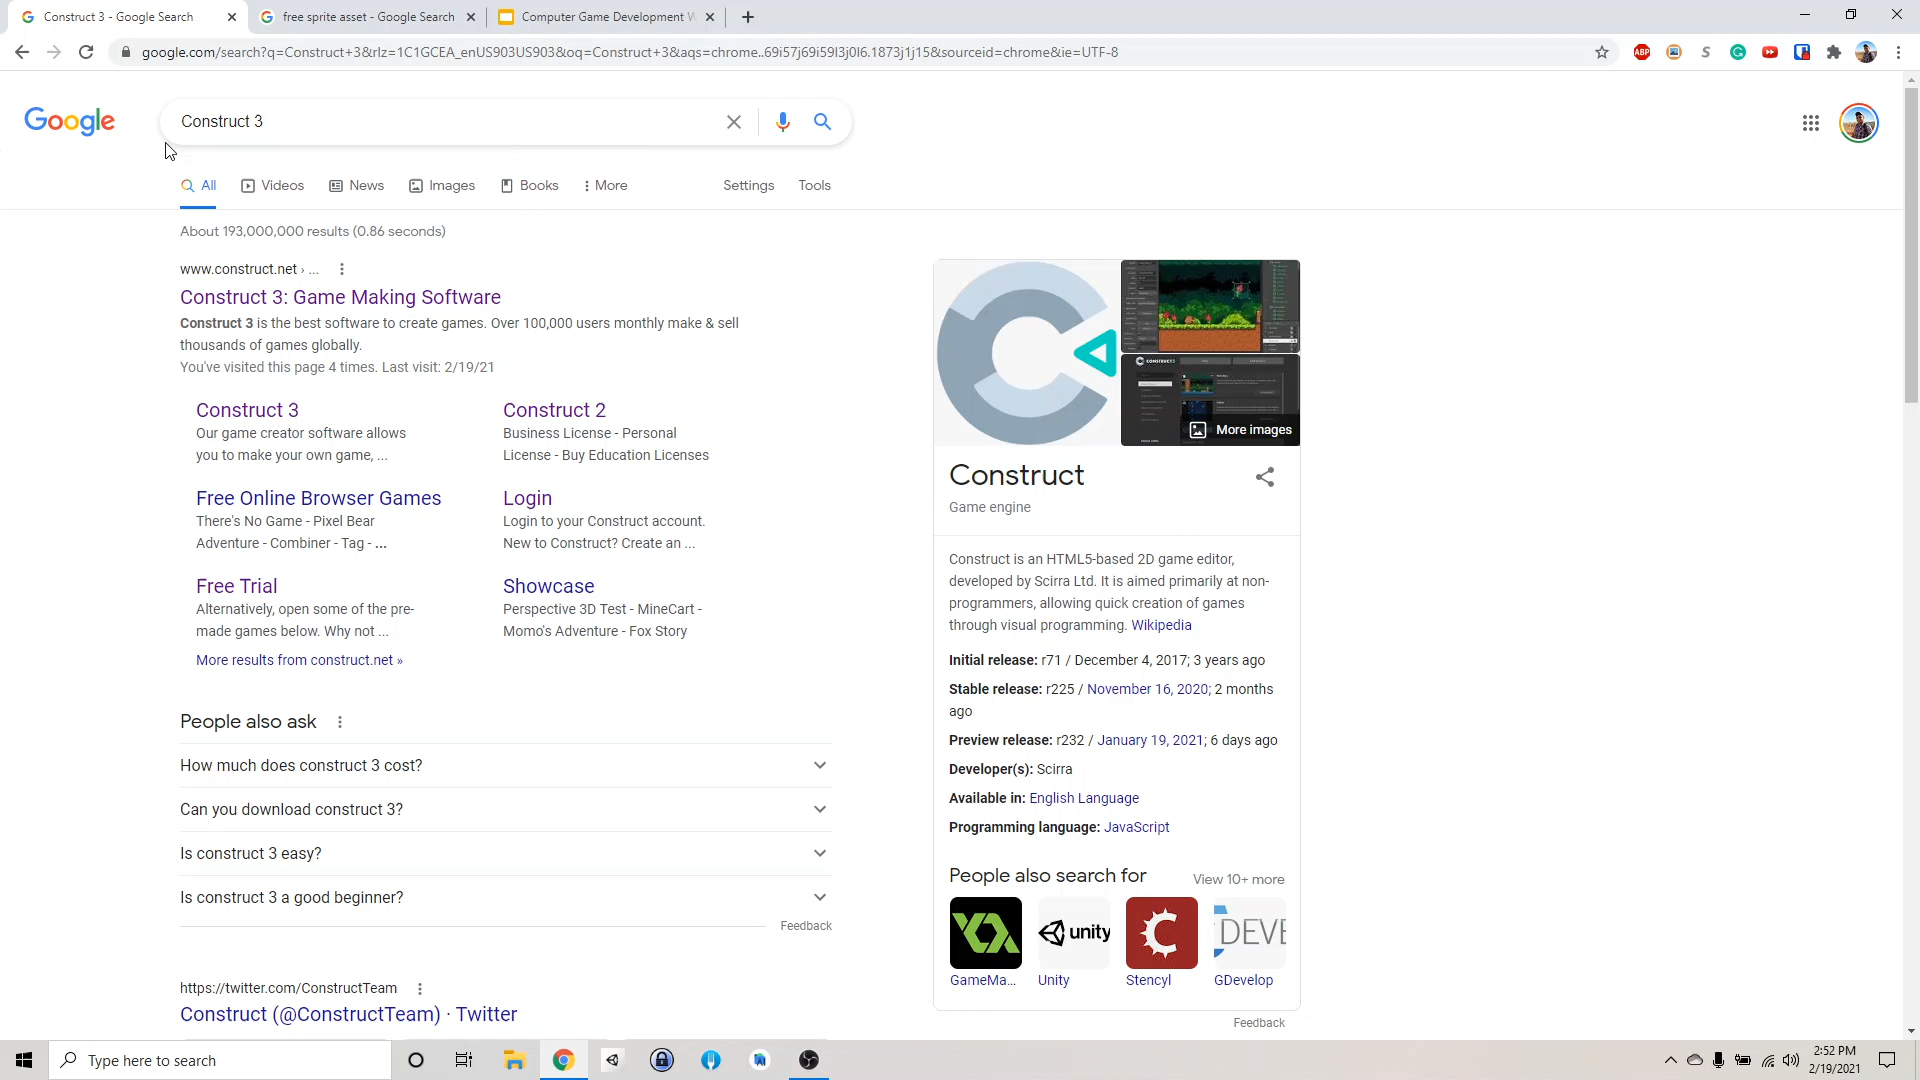 Construct 3 - Google Search
free sprite asset - Google Search
Computer Game Development
google.com/search?q=Construct+3&rlz=1C1GCEA_enUS903US903&oq=Construct+3&aqs=chrome..69i57j69i59l3j0l6.1873j1j15&sourceid=chrome&ie=UTF-8
ABP
Google
Construct 3
All
Videos
News
Images
Books
More
Settings
Tools
About 193,000,000 results (0.86 seconds)
www.construct.net › ...
Construct 3: Game Making Software
Construct 3 is the best software to create games. Over 100,000 users monthly make & sell
thousands of games globally.
You've visited this page 4 times. Last visit: 2/19/21
Construct 3
Our game creator software allows
you to make your own game, ...
Construct 2
Business License - Personal
License - Buy Education Licenses
Free Online Browser Games
There's No Game - Pixel Bear
Adventure - Combiner - Tag - ...
Login
Login to your Construct account.
New to Construct? Create an ...
Free Trial
Alternatively, open some of the pre-
made games below. Why not ...
Showcase
Perspective 3D Test - MineCart -
Momo's Adventure - Fox Story
More results from construct.net »
People also ask
How much does construct 3 cost?
Can you download construct 3?
Is construct 3 easy?
Is construct 3 a good beginner?
Feedback
https://twitter.com/ConstructTeam
Construct (@ConstructTeam) · Twitter
More images
Construct
Game engine
Construct is an HTML5-based 2D game editor,
developed by Scirra Ltd. It is aimed primarily at non-
programmers, allowing quick creation of games
through visual programming. Wikipedia
Initial release: r71 / December 4, 2017; 3 years ago
Stable release: r225 / November 16, 2020; 2 months
ago
Preview release: r232 / January 19, 2021; 6 days ago
Developer(s): Scirra
Available in: English Language
Programming language: JavaScript
People also search for
View 10+ more
unity
DEVE
GameMa...
Unity
Stencyl
GDevelop
Feedback
Type here to search
2:52 PM
2/19/2021